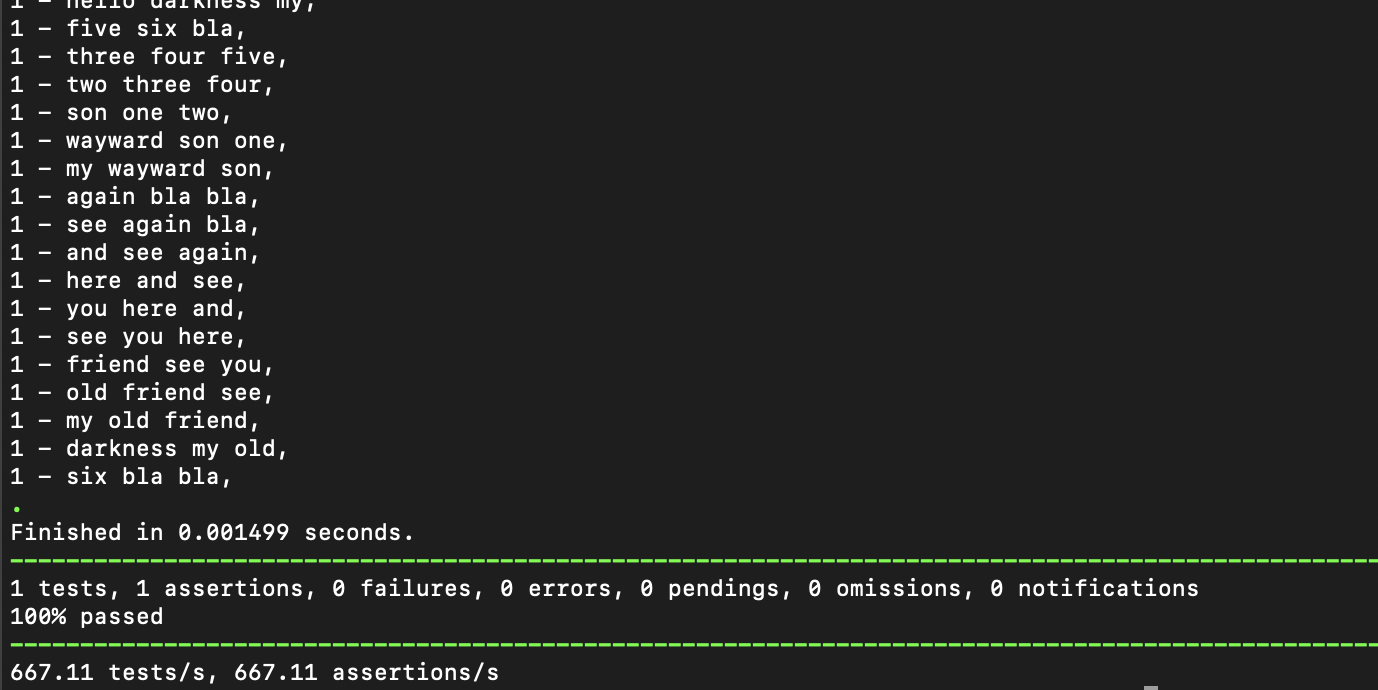 1 – hello darkness my,
1 – five six bla,
1 – three four five,
1 – two three four,
1 – son one two,
1 – wayward son one,
1 – my wayward son,
1 – again bla bla,
1 – see again bla,
1 – and see again,
1 – here and see,
1 – you here and,
1 – see you here,
1 – friend see you,
1 – old friend see,
1 – my old friend,
1 – darkness my old,
1 – six bla bla,
.
Finished in 0.001499 seconds.
1 tests, 1 assertions, 0 failures, 0 errors, 0 pendings, 0 omissions, 0 notifications
100% passed
667.11 tests/s, 667.11 assertions/s